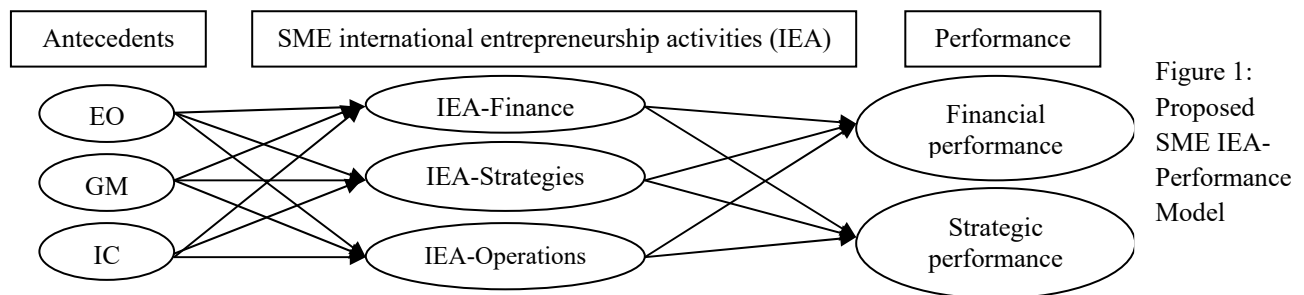 Antecedents
SME international entrepreneurship activities (IEA)
Performance
EO
GM
IC
IEA-Finance
IEA-Strategies
IEA-Operations
Financial
performance
Strategic
performance
Figure 1:
Proposed
SME IEA-
Performance
Model